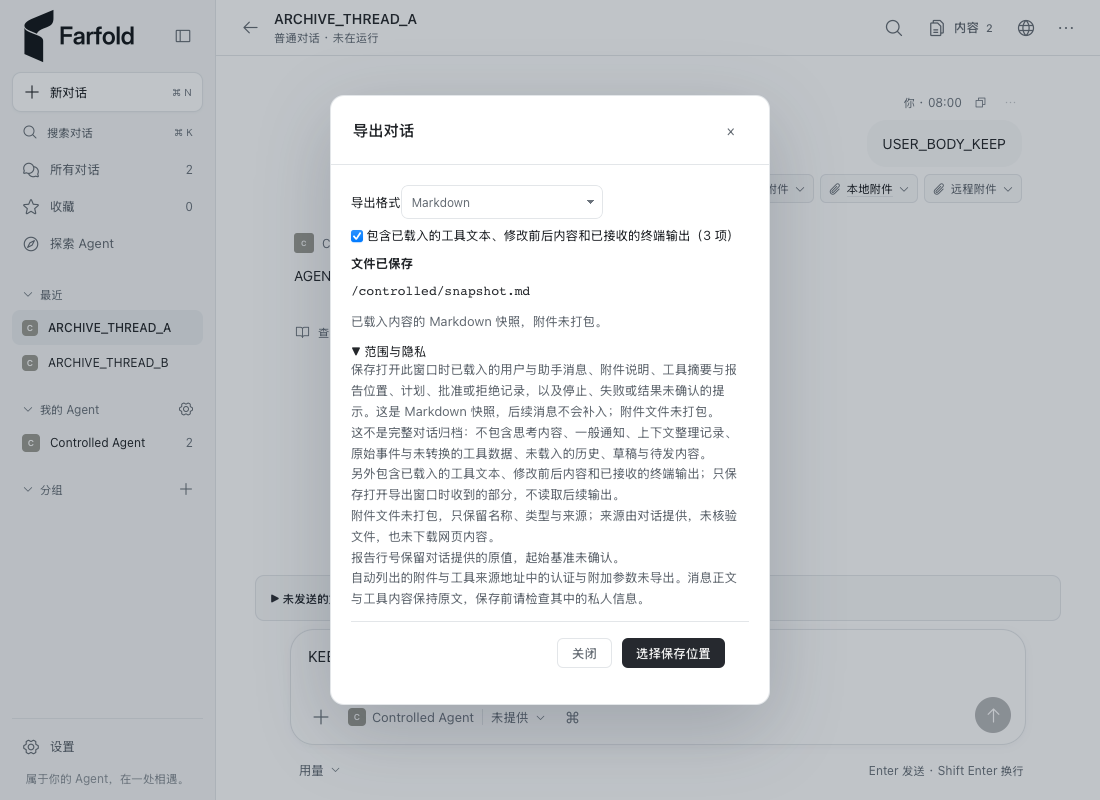 Farfold
新对话
⌘ N
搜索对话
⌘ K
所有对话
2
收藏
0
探索 Agent
最近
C
ARCHIVE_THREAD_A
C
ARCHIVE_THREAD_B
我的 Agent
C
Controlled Agent
2
分组
设置
属于你的 Agent，在一处相遇。
ARCHIVE_THREAD_A
普通对话 · 未在运行
内容 2
你 · 08:00
USER_BODY_KEEP
附件
本地附件
远程附件
C
C
AGEN
查
导出对话
×
导出格式
Markdown
包含已载入的工具文本、修改前后内容和已接收的终端输出（3 项）
文件已保存
/controlled/snapshot.md
已载入内容的 Markdown 快照，附件未打包。
▼ 范围与隐私
保存打开此窗口时已载入的用户与助手消息、附件说明、工具摘要与报
告位置、计划、批准或拒绝记录，以及停止、失败或结果未确认的提
示。这是 Markdown 快照，后续消息不会补入；附件文件未打包。
这不是完整对话归档：不包含思考内容、一般通知、上下文整理记录、
原始事件与未转换的工具数据、未载入的历史、草稿与待发内容。
另外包含已载入的工具文本、修改前后内容和已接收的终端输出；只保
存打开导出窗口时收到的部分，不读取后续输出。
附件文件未打包，只保留名称、类型与来源；来源由对话提供，未核验
文件，也未下载网页内容。
报告行号保留对话提供的原值，起始基准未确认。
自动列出的附件与工具来源地址中的认证与附加参数未导出。消息正文
与工具内容保持原文，保存前请检查其中的私人信息。
关闭
选择保存位置
▶ 未发送的
KEE
C
Controlled Agent
未提供
⌘
用量
Enter 发送 · Shift Enter 换行